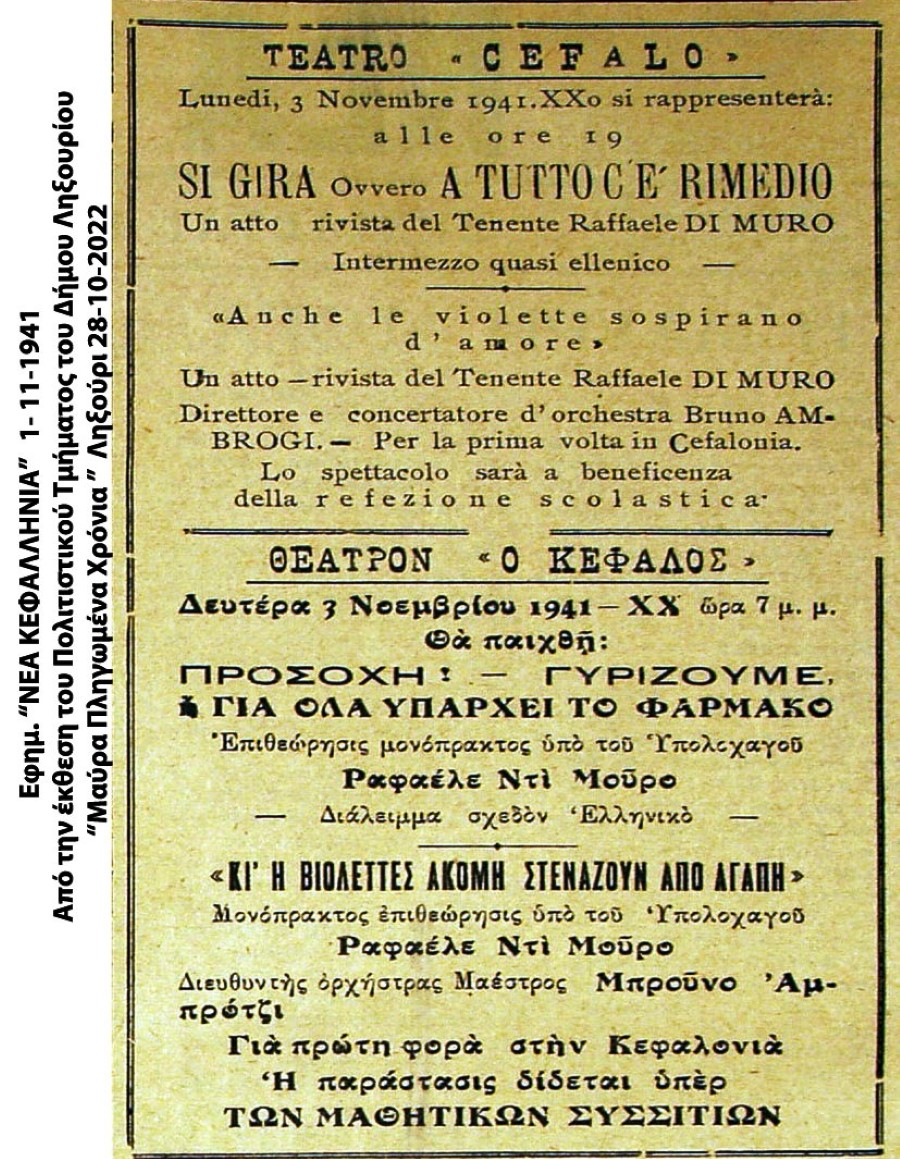 Εφημ. “ΝΕΑ ΚΕΦΑΛΛΗΝΙΑ” 1-11-1941
Από την έκθεση του Πολιτιστικού Τμήματος του Δήμου Ληξουρίου
“Μαύρα Πληγωμένα Χρόνια” Ληξούρι 28-10-2022
TEATRO «CEFALO»
Lunedi, 3 Novembre 1941.XXo si rappresenterà:
alle ore 19
SI GIRA Ovvero A TUTTO C'E' RIMEDIO
Un atto rivista del Tenente Raffaele DI MURO
— Intermezzo quasi ellenico —
«Anche le violette sospirano
d' amore»
Un atto —rivista del Tenente Raffaele DI MURO
Direttore e concertatore d' orchestra Bruno AM-
BROGI.— Per la prima volta in Cefalonia.
Lo spettacolo sarà a beneficenza
della refezione scolastica·
ΘΕΑΤΡΟΝ «Ο ΚΕΦΑΛΟΣ»
Δευτέρα 3 Νοεμβρίου 1941—XX ὥρα 7 μ. μ.
Θὰ παιχθῇ:
ΠΡΟΣΟΧΗ! — ΓΥΡΙΖΟΥΜΕ,
ἢ ΓΙΑ ΟΛΑ ΥΠΑΡΧΕΙ ΤΟ ΦΑΡΜΑΚΟ
Ἐπιθεώρησις μονόπρακτος ὑπὸ τοῦ Ὑπολοχαγοῦ
Ραφαέλε Ντὶ Μοῦρο
— Διάλειμμα σχεδὸν Ἑλληνικὸ —
«ΚΙ' Η ΒΙΟΛΕΤΤΕΣ ΑΚΟΜΗ ΣΤΕΝΑΖΟΥΝ ΑΠΟ ΑΓΑΠΗ»
Μονόπρακτος ἐπιθεώρησις ὑπὸ τοῦ Ὑπολοχαγοῦ
Ραφαέλε Ντὶ Μοῦρο
Διευθυντὴς ὀρχήστρας Μαέστρος Μπροῦνο Ἀμ-
πρότζι
Γιὰ πρώτη φορὰ στὴν Κεφαλονιὰ
Ἡ παράστασις δίδεται ὑπὲρ
ΤΩΝ ΜΑΘΗΤΙΚΩΝ ΣΥΣΣΙΤΙΩΝ